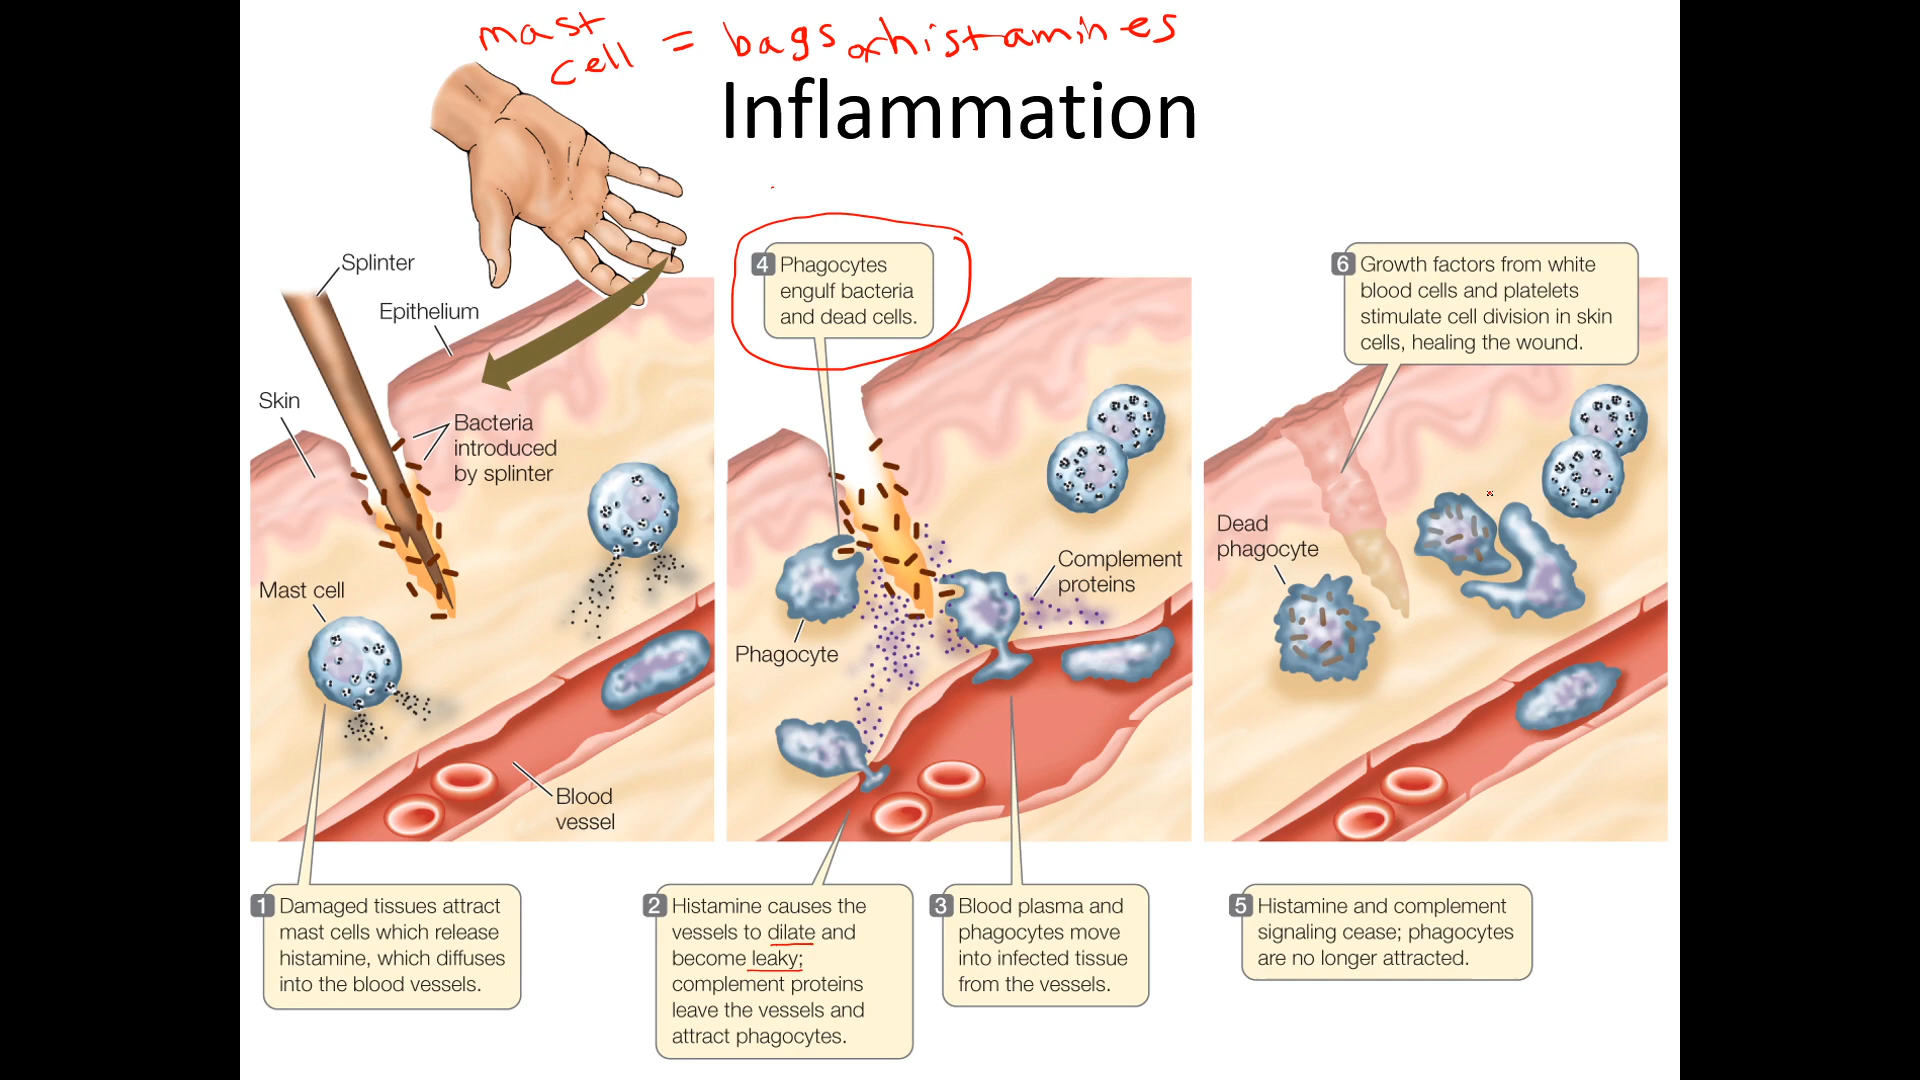 mast
cell = bags of histamines
Inflammation
Splinter
Epithelium
Skin
Bacteria
introduced
by splinter
Mast cell
Blood
vessel
1 Damaged tissues attract
mast cells which release
histamine, which diffuses
into the blood vessels.
4 Phagocytes
engulf bacteria
and dead cells.
Complement
proteins
Phagocyte
2 Histamine causes the
vessels to dilate and
become leaky;
complement proteins
leave the vessels and
attract phagocytes.
3 Blood plasma and
phagocytes move
into infected tissue
from the vessels.
6 Growth factors from white
blood cells and platelets
stimulate cell division in skin
cells, healing the wound.
Dead
phagocyte
5 Histamine and complement
signaling cease; phagocytes
are no longer attracted.